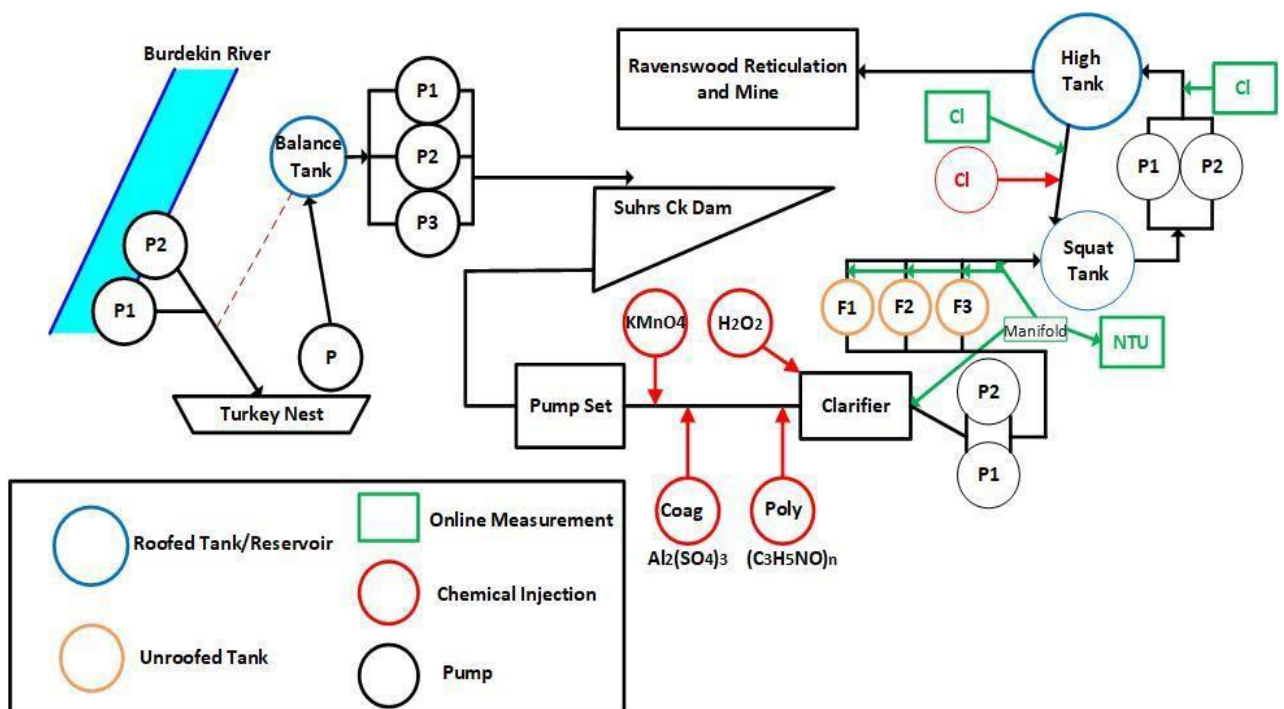 Burdekin River
P1
P2
P3
Balance
Tank
P2
P1
P
Turkey Nest
Suhrs Ck Dam
Ravenswood Reticulation
and Mine
High
Tank
Cl
Cl
Cl
P1
P2
Squat
Tank
F1
F2
F3
Manifold
NTU
KMnO4
H2O2
Pump Set
Clarifier
P2
P1
Coag
Al2(SO4)3
Poly
(C3H5NO)n
Roofed Tank/Reservoir
Unroofed Tank
Online Measurement
Chemical Injection
Pump